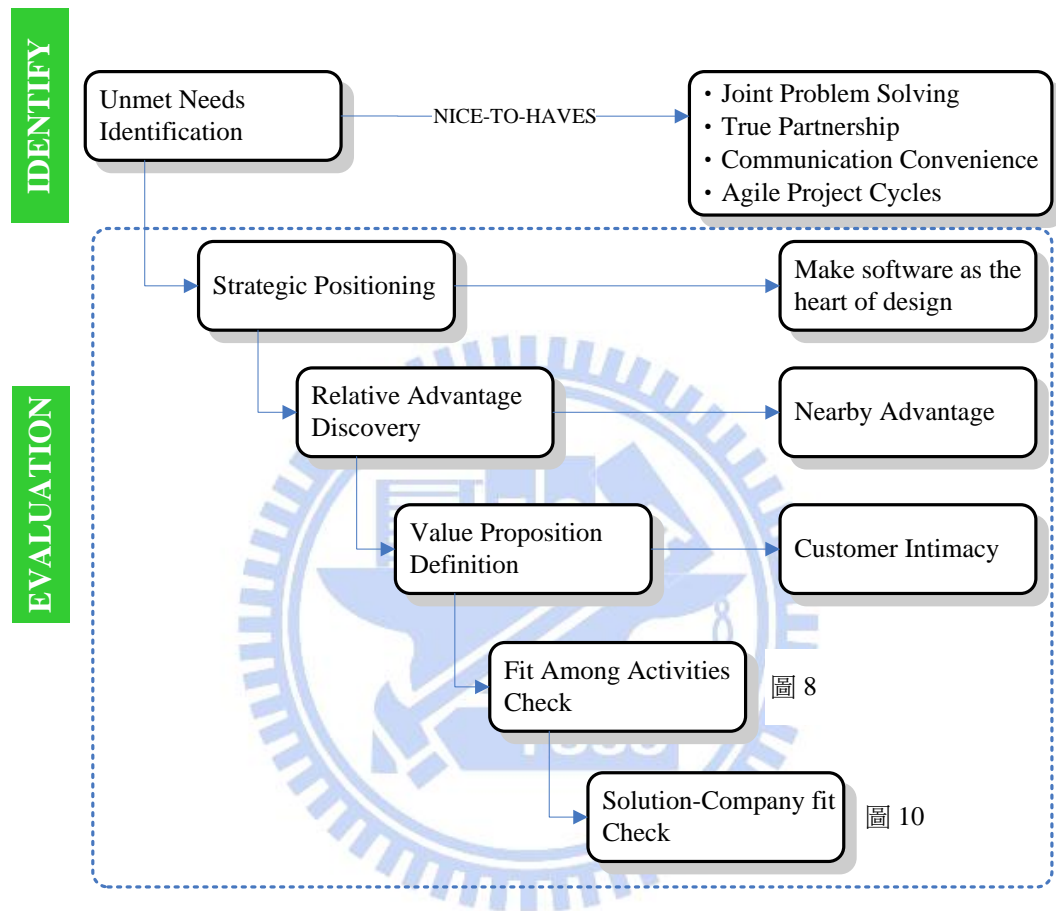 IDENTIFY
Unmet Needs
Identification
NICE-TO-HAVES
・Joint Problem Solving
・True Partnership
・Communication Convenience
・Agile Project Cycles
EVALUATION
Strategic Positioning
Make software as the
heart of design
Relative Advantage
Discovery
Nearby Advantage
Value Proposition
Definition
Customer Intimacy
Fit Among Activities
Check
圖 8
Solution-Company fit
Check
圖 10